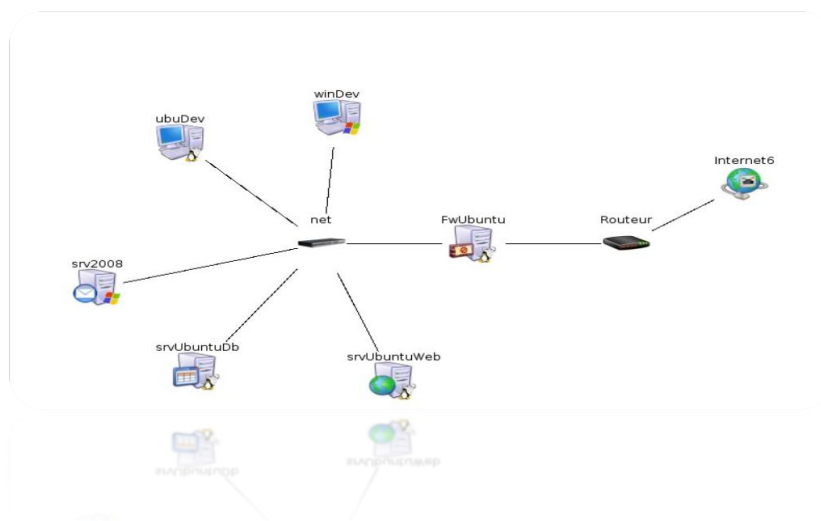 winDev
ubuDev
Internet6
net
FwUbuntu
Routeur
srv2008
srvUbuntuDb
srvUbuntuWeb